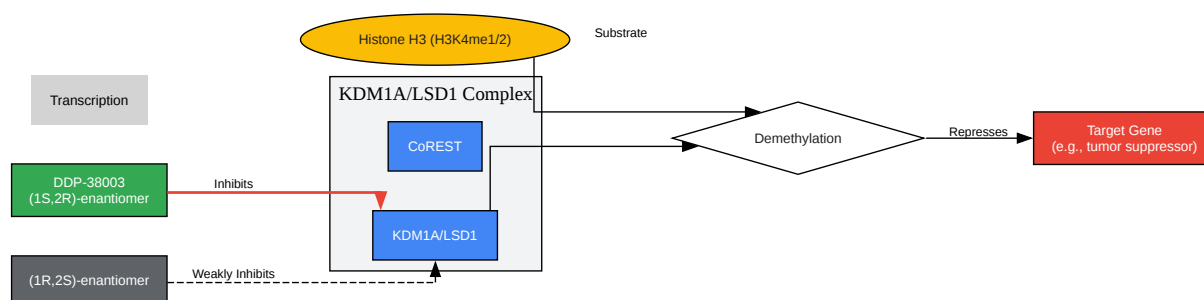 Histone H3 (H3K4me1/2)
Substrate
Transcription
KDM1A/LSD1 Complex
CoREST
Demethylation
Represses
Target Gene
(e.g., tumor suppressor)
DDP-38003
(1S,2R)-enantiomer
Inhibits
KDM1A/LSD1
(1R,2S)-enantiomer
Weakly Inhibits